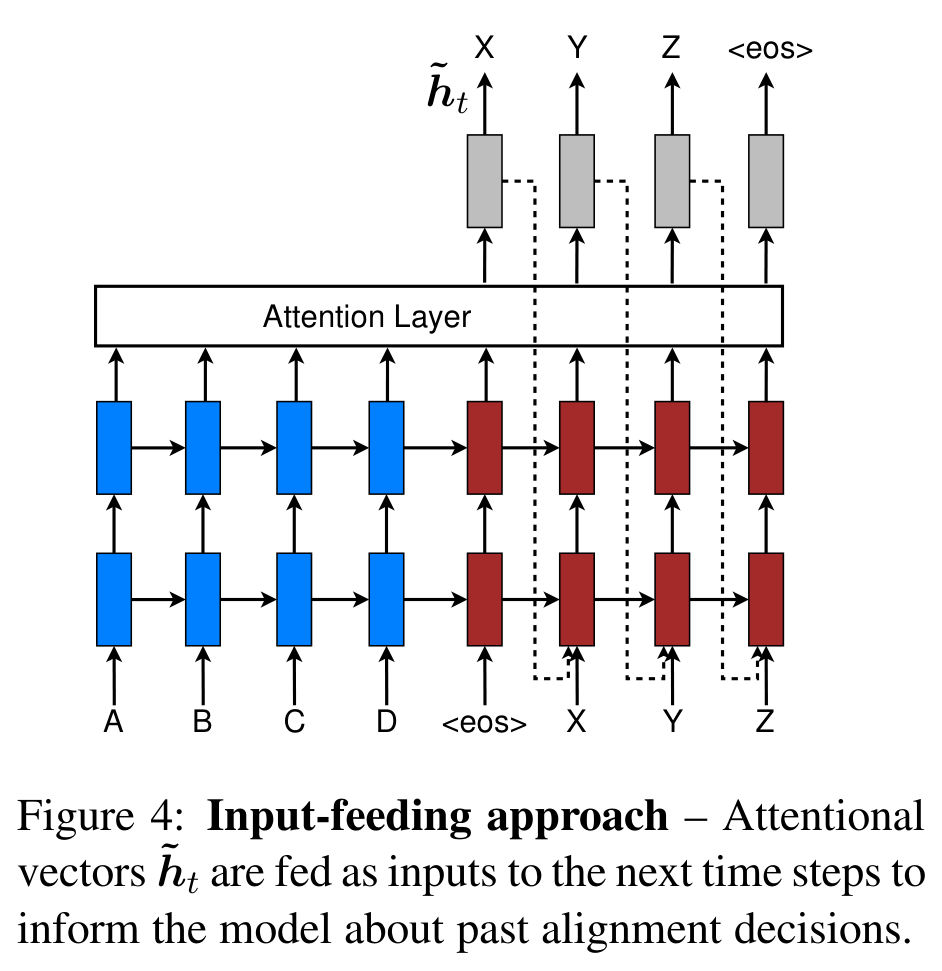 X Y Z <eos>
h̃t
Attention Layer
A B C D <eos> X Y Z
Figure 4: Input-feeding approach – Attentional
vectors h̃t are fed as inputs to the next time steps to
inform the model about past alignment decisions.